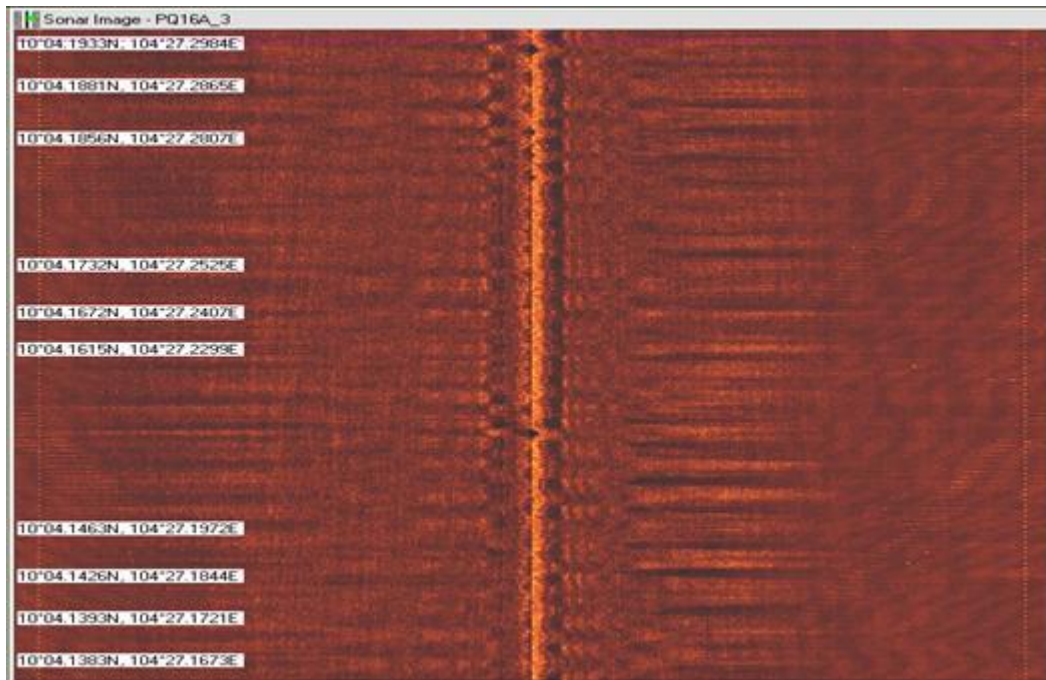 Sonar Image - PQ16A_3
10°04.1933N, 104°27.2984E
10°04.1881N, 104°27.2865E
10°04.1856N, 104°27.2807E
10°04.1732N, 104°27.2525E
10°04.1672N, 104°27.2407E
10°04.1615N, 104°27.2299E
10°04.1463N, 104°27.1972E
10°04.1426N, 104°27.1844E
10°04.1393N, 104°27.1721E
10°04.1383N, 104°27.1673E